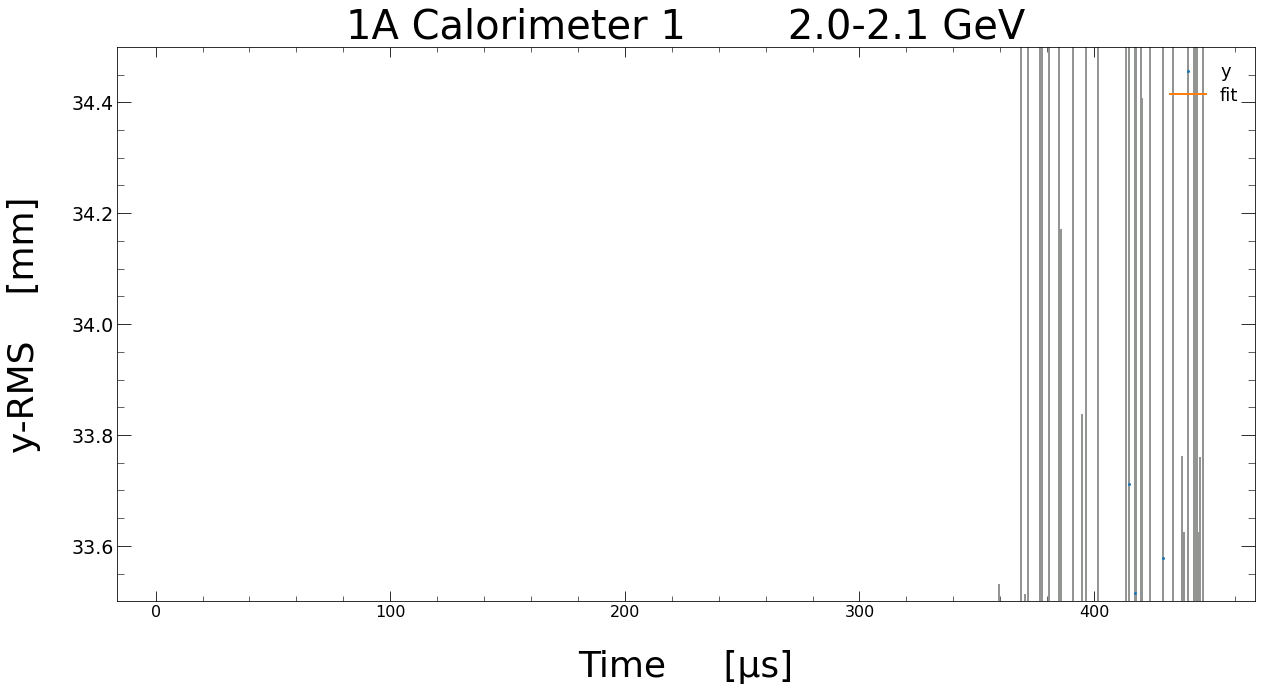 1A Calorimeter 1 2.0-2.1 GeV
y
fit
34.4
34.2
34.0
33.8
33.6
y-RMS [mm]
0 100 200 300 400
Time [µs]